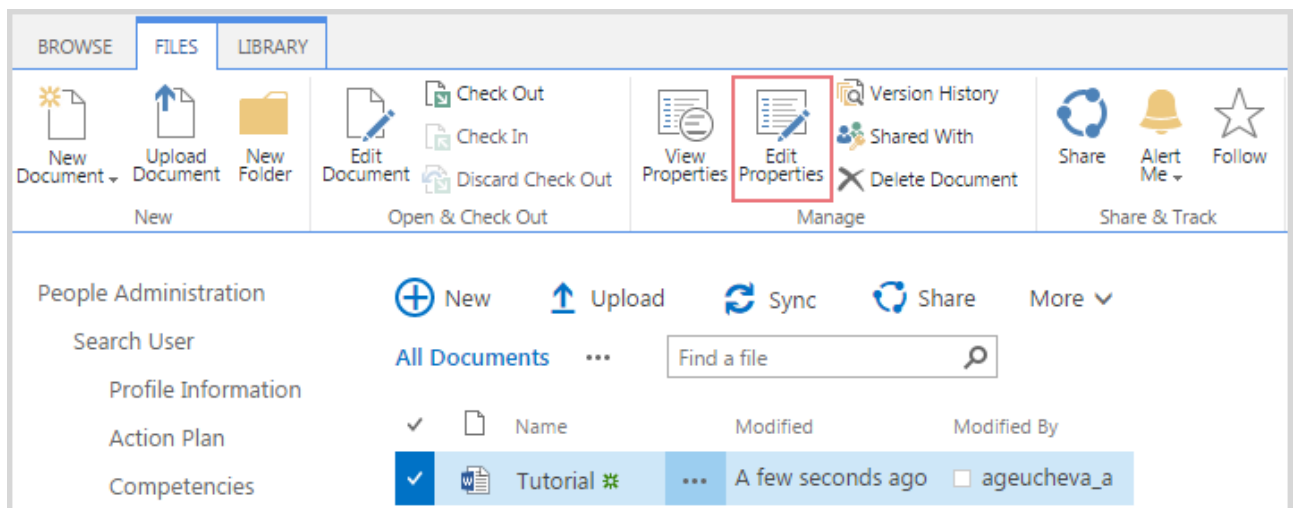 BROWSE FILES LIBRARY
New Document
Upload Document
New Folder
New
Edit Document
Check Out
Check In
Discard Check Out
Open & Check Out
View Properties
Edit Properties
Version History
Shared With
Delete Document
Manage
Share
Alert Me
Follow
Share & Track
People Administration
Search User
Profile Information
Action Plan
Competencies
New Upload Sync Share More
All Documents ... Find a file
Name Modified Modified By
Tutorial ... A few seconds ago ageucheva_a